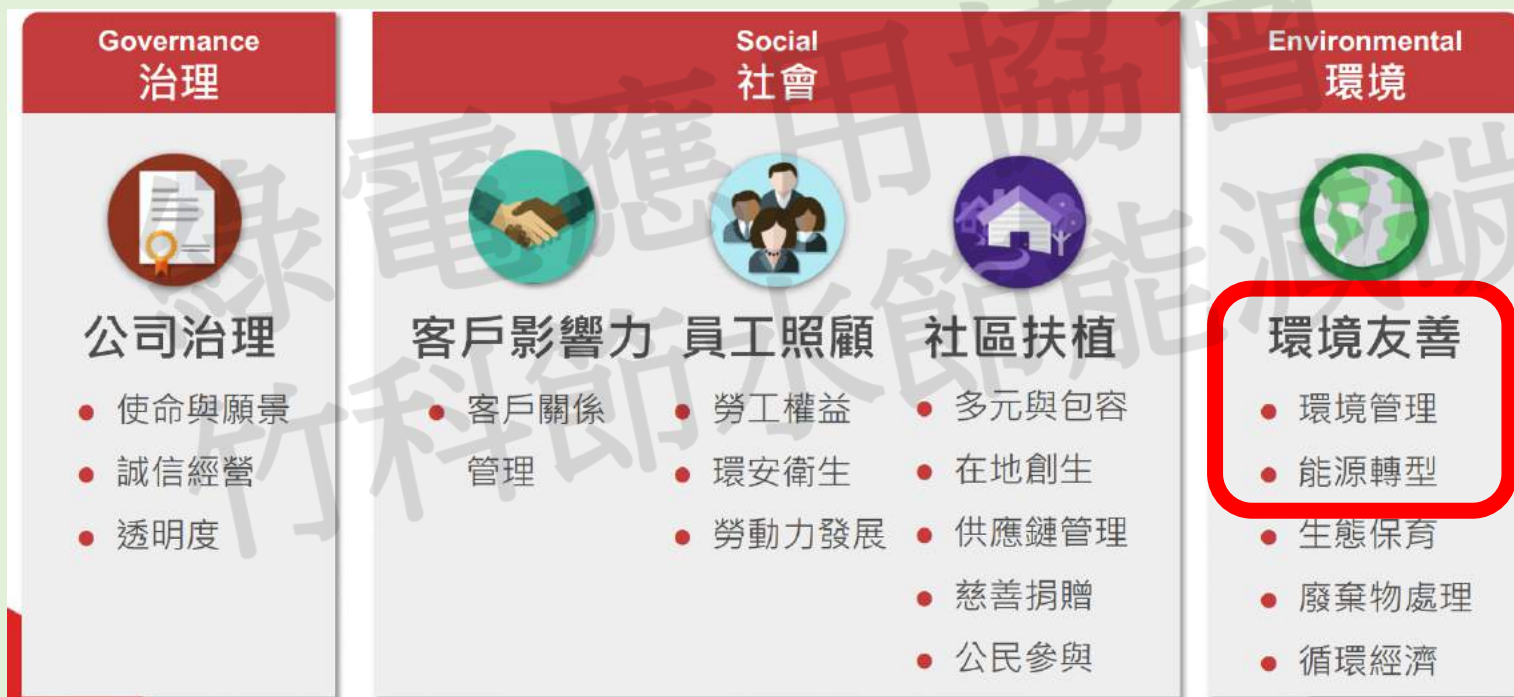 Governance
治理
公司治理
使命與願景
誠信經營
透明度
Social
社會
客戶影響力
客戶關係
管理
員工照顧
勞工權益
環安衛生
勞動力發展
社區扶植
多元與包容
在地創生
供應鏈管理
慈善捐贈
公民參與
Environmental
環境
環境友善
環境管理
能源轉型
生態保育
廢棄物處理
循環經濟
綠電應用協會
竹科節水節能減碳